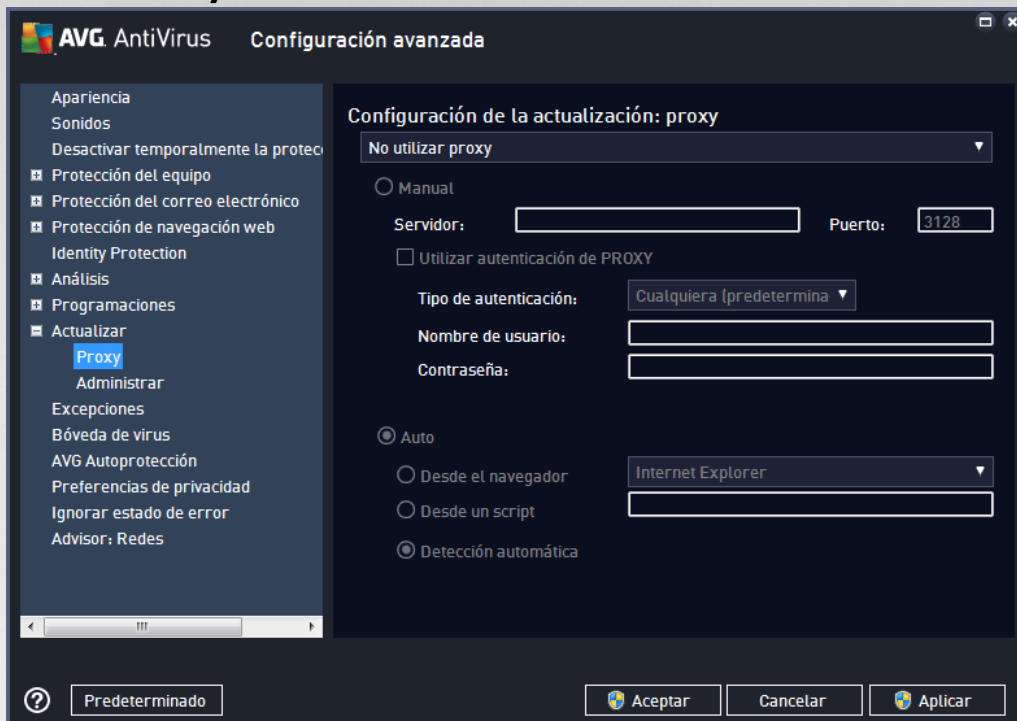 AVG AntiVirus Configuración avanzada
Apariencia
Sonidos
Desactivar temporalmente la protec
Protección del equipo
Protección del correo electrónico
Protección de navegación web
Identity Protection
Análisis
Programaciones
Actualizar
Proxy
Administrar
Excepciones
Bóveda de virus
AVG Autoprotección
Preferencias de privacidad
Ignorar estado de error
Advisor: Redes
Configuración de la actualización: proxy
No utilizar proxy
Manual
Servidor: Puerto: 3128
Utilizar autenticación de PROXY
Tipo de autenticación: Cualquiera (predetermina
Nombre de usuario:
Contraseña:
Auto
Desde el navegador Internet Explorer
Desde un script
Detección automática
Predeterminado Aceptar Cancelar Aplicar